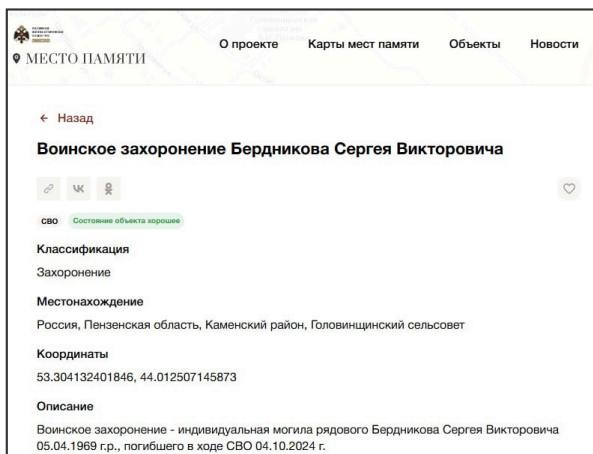 О проекте Карты мест памяти Объекты Новости
МЕСТО ПАМЯТИ
← Назад
Воинское захоронение Бердникова Сергея Викторовича
СВО Состояние объекта хорошее
Классификация
Захоронение
Местонахождение
Россия, Пензенская область, Каменский район, Головинщинский сельсовет
Координаты
53.304132401846, 44.012507145873
Описание
Воинское захоронение - индивидуальная могила рядового Бердникова Сергея Викторовича
05.04.1969 г.р., погибшего в ходе СВО 04.10.2024 г.